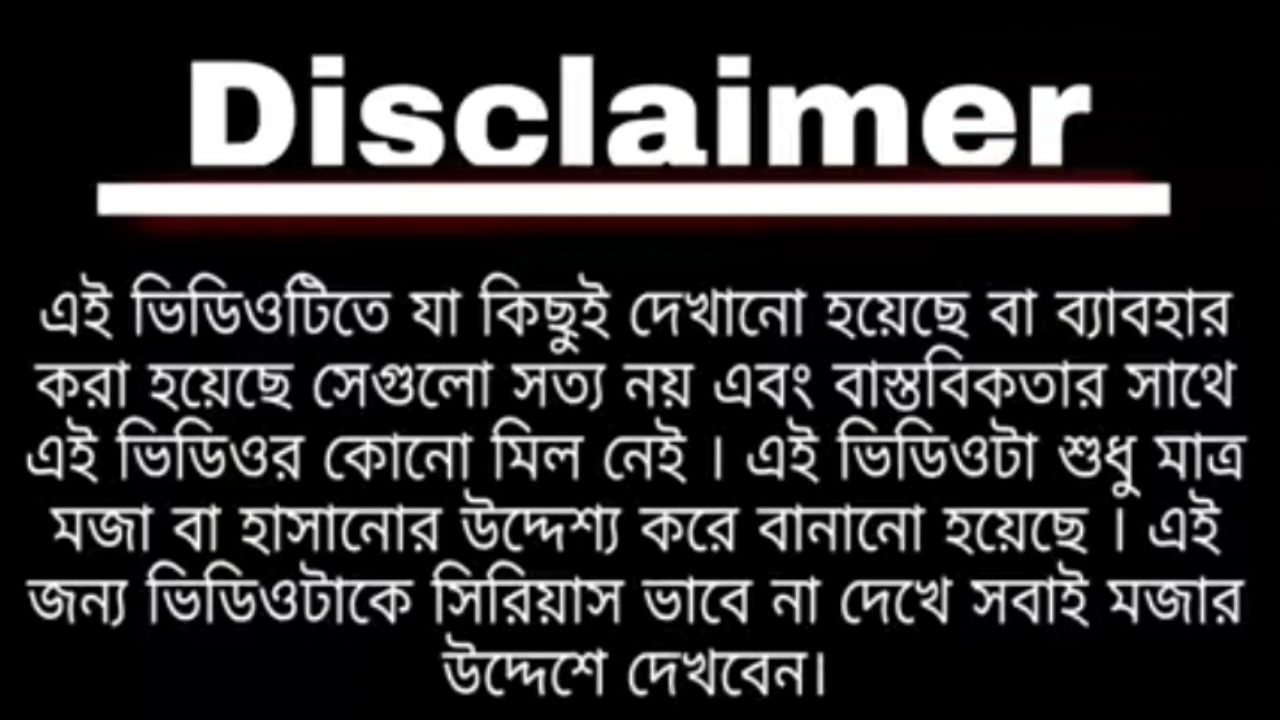 Disclaimer
এই ভিডিওটিতে যা কিছুই দেখানো হয়েছে বা ব্যাবহার
করা হয়েছে সেগুলো সত্য নয় এবং বাস্তবিকতার সাথে
এই ভিডিওর কোনো মিল নেই । এই ভিডিওটা শুধু মাত্র
মজা বা হাসানোর উদ্দেশ্য করে বানানো হয়েছে । এই
জন্য ভিডিওটাকে সিরিয়াস ভাবে না দেখে সবাই মজার
উদ্দেশে দেখবেন।